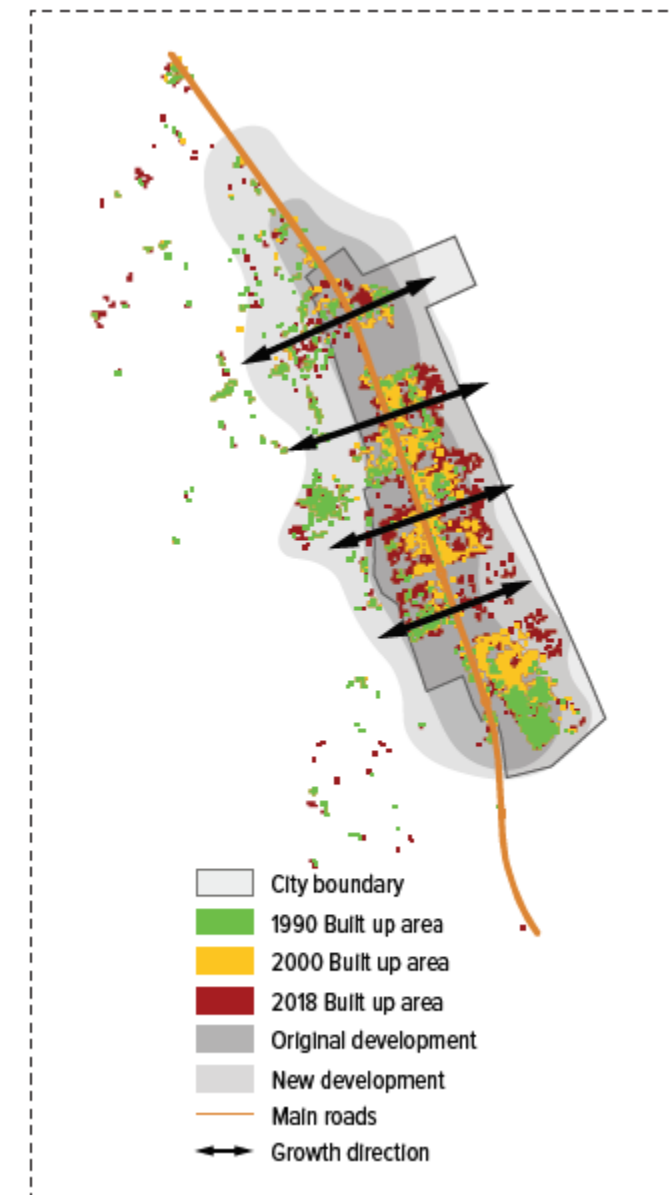 City boundary
1990 Built up area
2000 Built up area
2018 Built up area
Original development
New development
Main roads
Growth direction